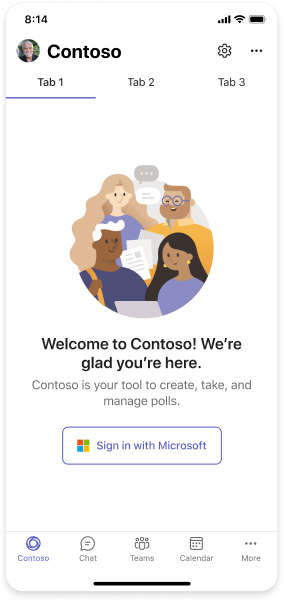 8:14
Contoso
Tab 1 Tab 2 Tab 3
Welcome to Contoso! We’re
glad you’re here.
Contoso is your tool to create, take, and
manage polls.
Sign in with Microsoft
Contoso Chat Teams Calendar More